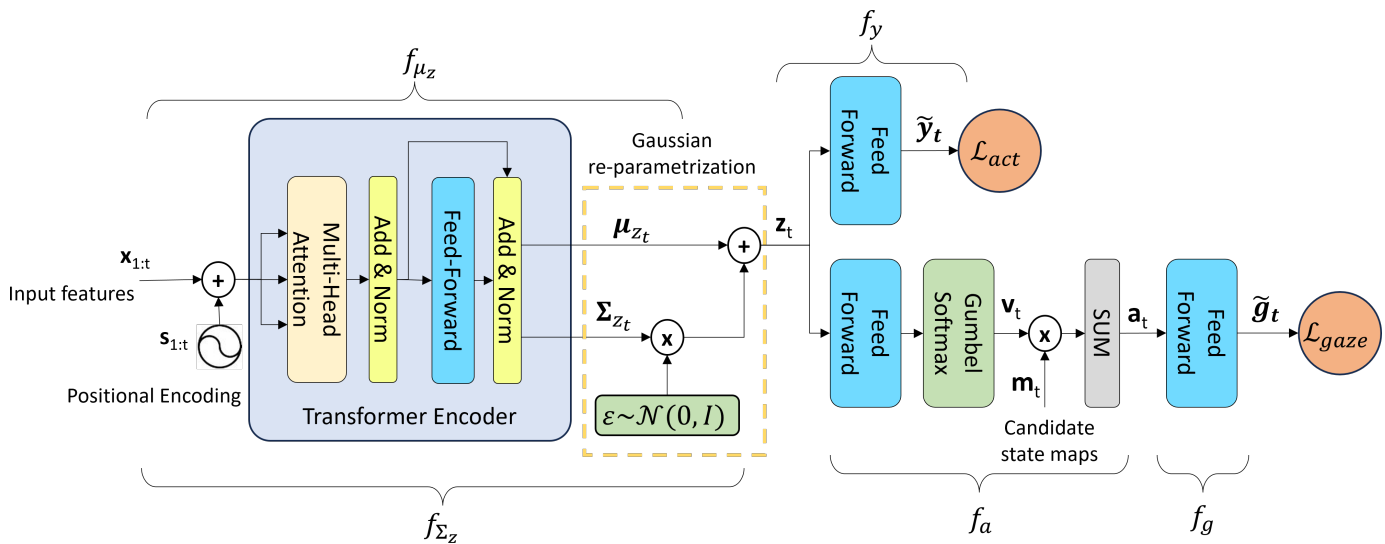 f_y
f_{μ_z}
Gaussian
re-parametrization
Feed
Forward
ỹ_t
ℒ_act
x_{1:t}
+
Input features
s_{1:t}
Positional Encoding
Multi-Head
Attention
Add & Norm
Feed-Forward
Add & Norm
Transformer Encoder
μ_{z_t}
+
Σ_{z_t}
x
ε~𝒩(0, I)
z_t
Feed
Forward
Gumbel
Softmax
v_t
x
m_t
Candidate
state maps
SUM
a_t
Feed
Forward
g̃_t
ℒ_gaze
f_{Σ_z}
f_a
f_g